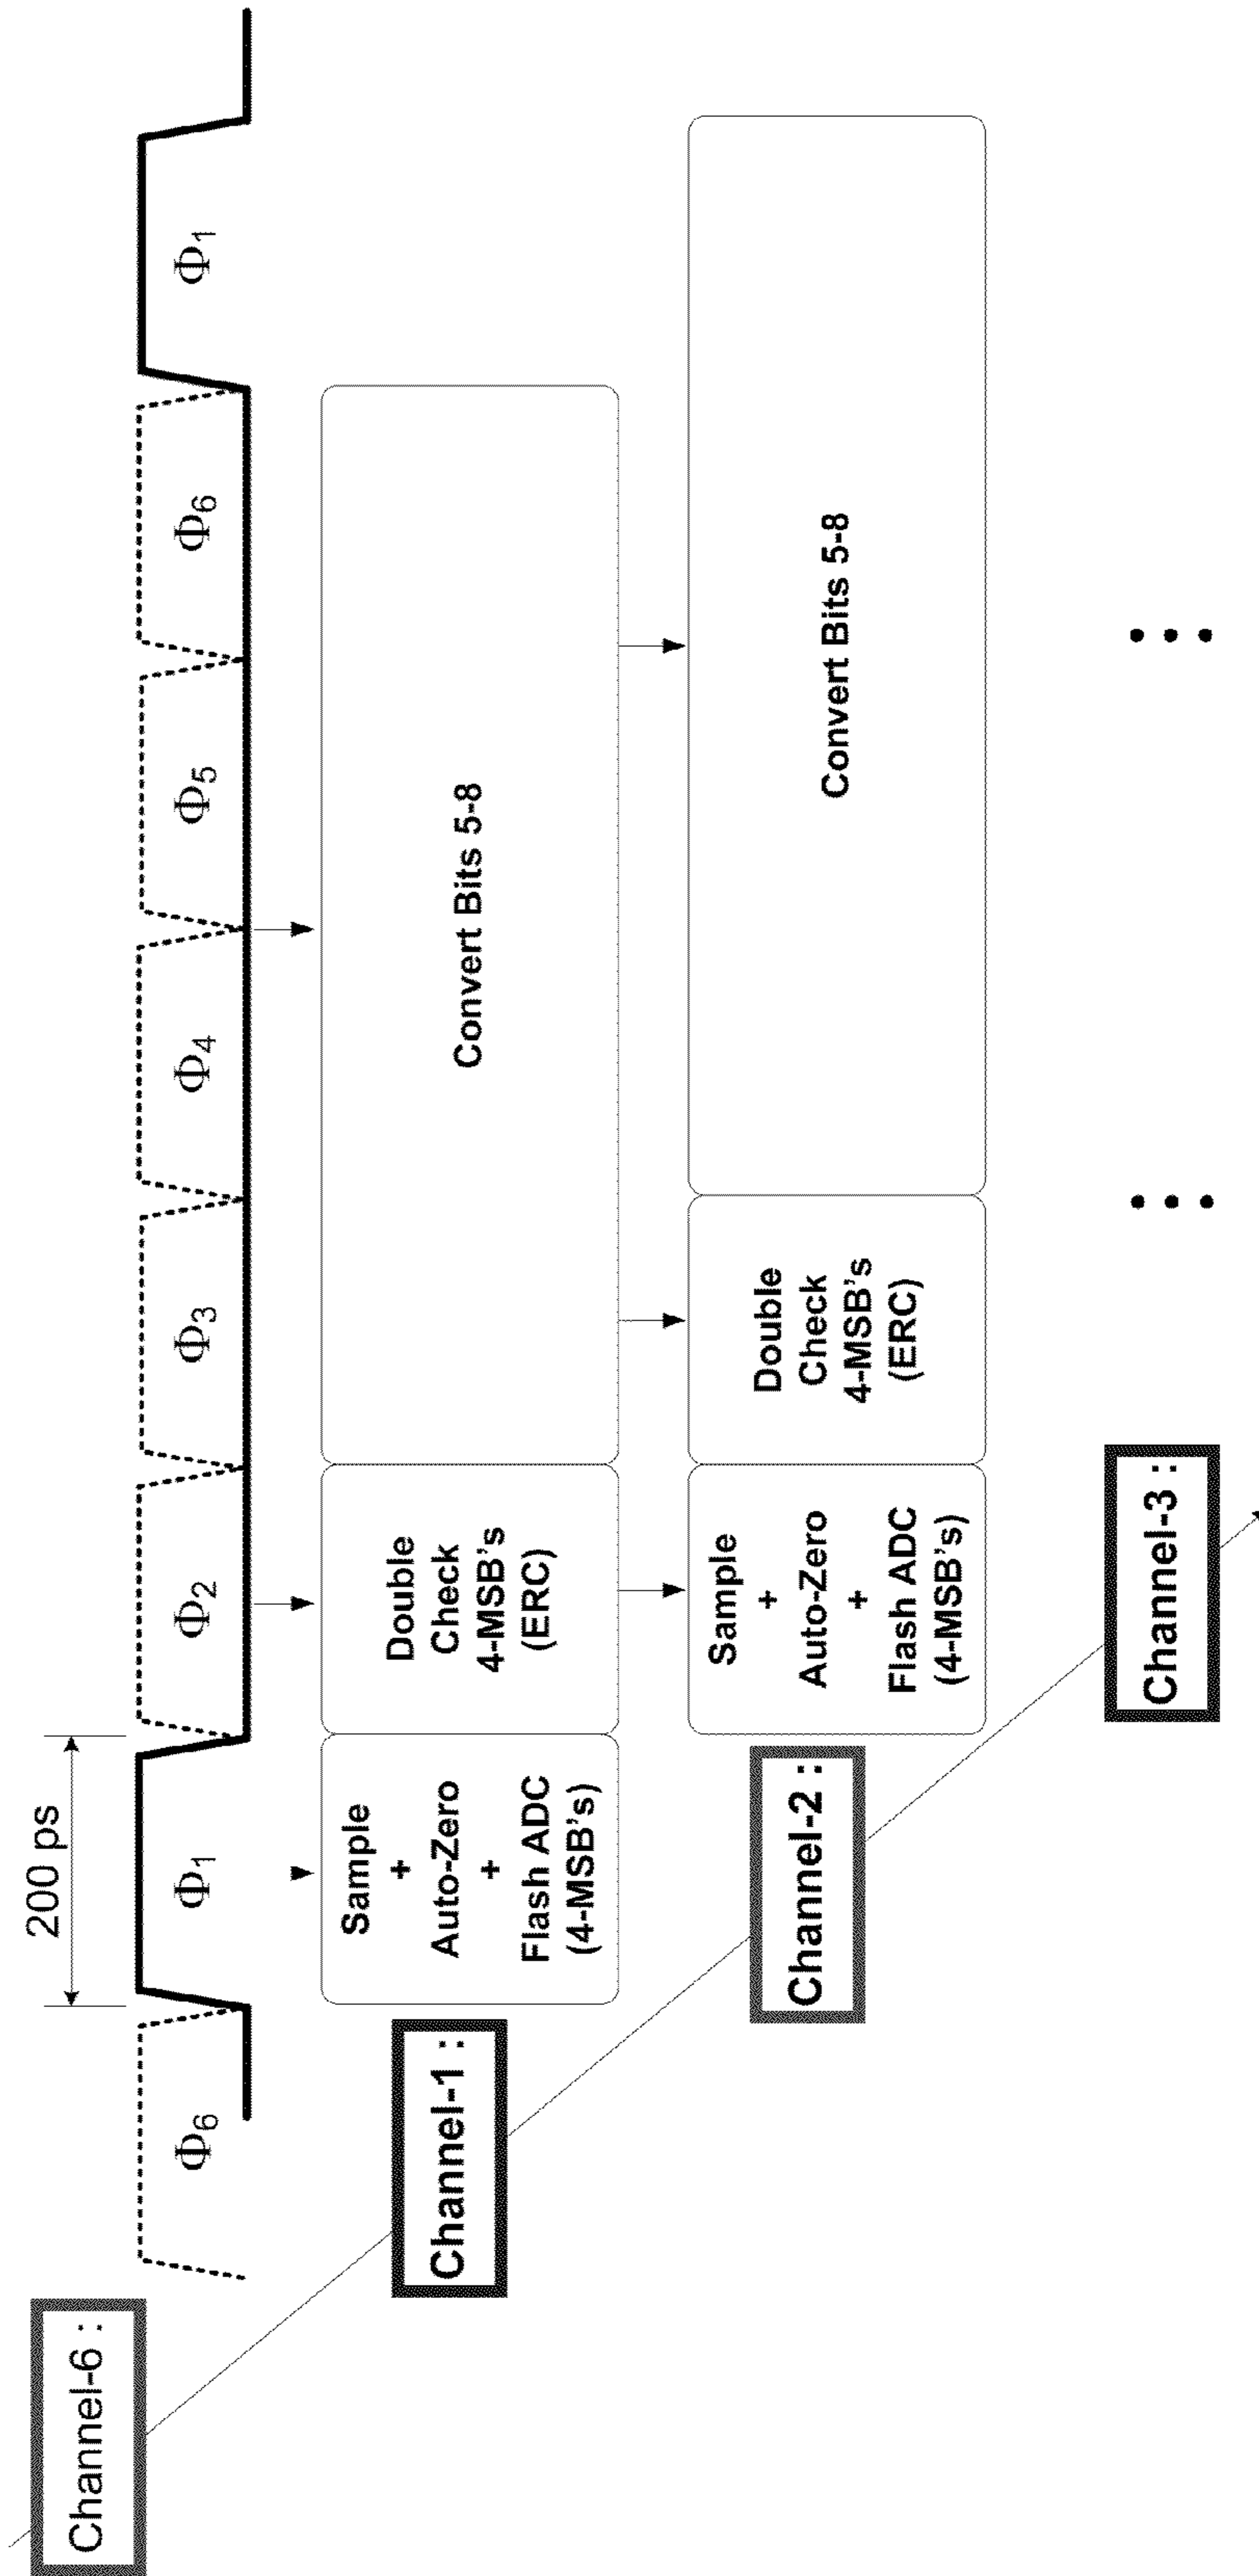 200 ps
Φ6
Φ1
Φ2
Φ3
Φ4
Φ5
Φ6
Φ1
Channel-6 :
Channel-1 :
Sample
+
Auto-Zero
+
Flash ADC
(4-MSB's)
Double
Check
4-MSB's
(ERC)
Convert Bits 5-8
Channel-2 :
Sample
+
Auto-Zero
+
Flash ADC
(4-MSB's)
Double
Check
4-MSB's
(ERC)
Convert Bits 5-8
Channel-3 :